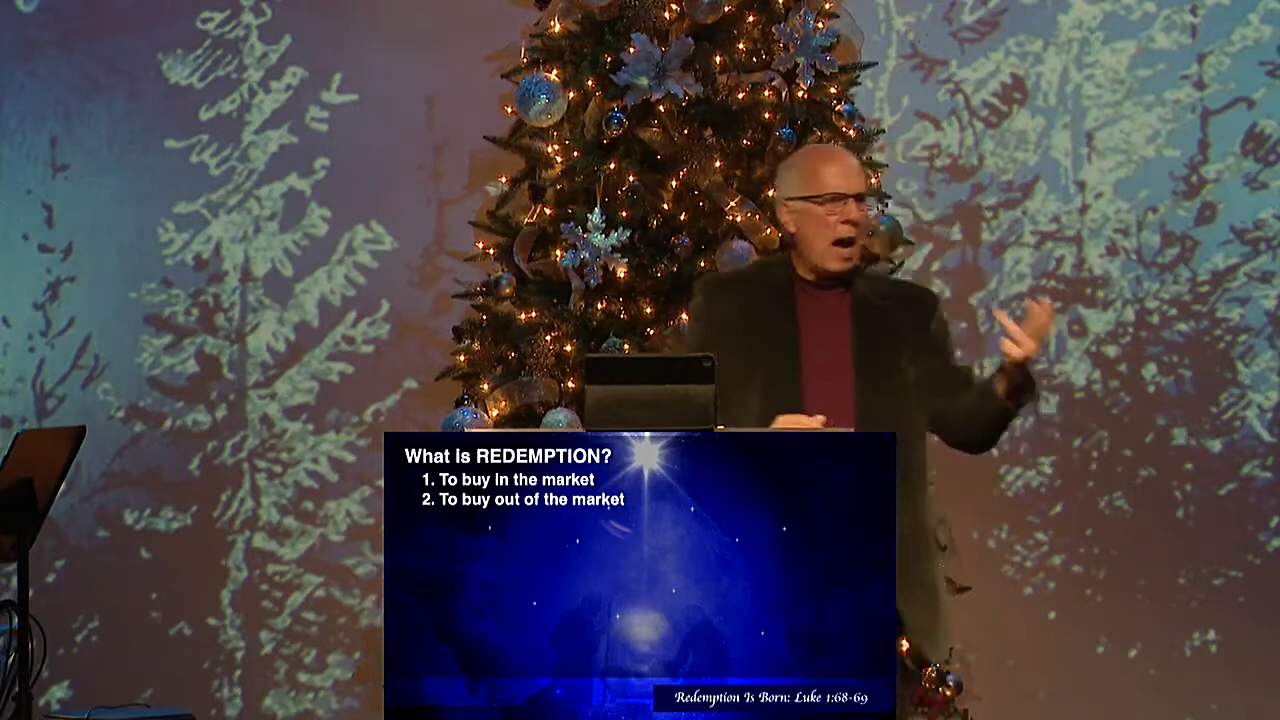 What is REDEMPTION?
1. To buy in the market
2. To buy out of the market
Redemption Is Born: Luke 1:68-69